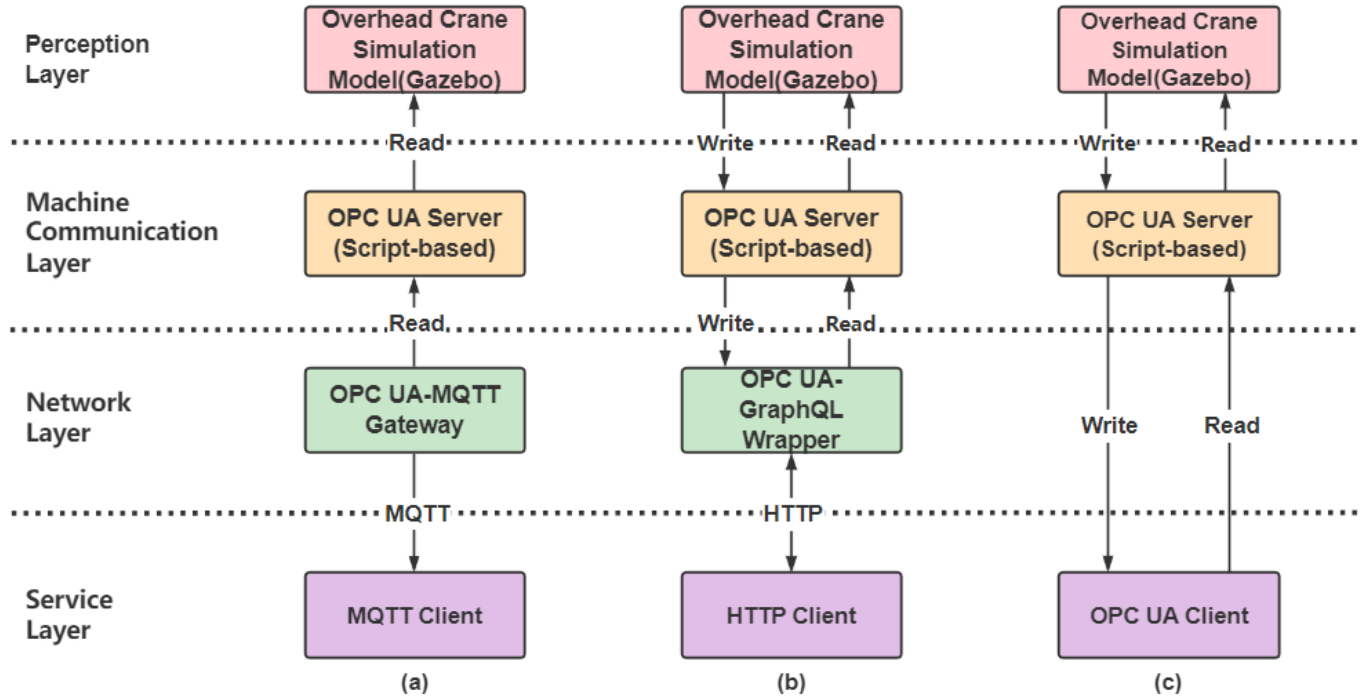 Perception
Layer
Overhead Crane
Simulation
Model(Gazebo)
Overhead Crane
Simulation
Model(Gazebo)
Overhead Crane
Simulation
Model(Gazebo)
Read
Write
Read
Write
Read
Machine
Communication
Layer
OPC UA Server
(Script-based)
OPC UA Server
(Script-based)
OPC UA Server
(Script-based)
Read
Write
Read
Network
Layer
OPC UA-MQTT
Gateway
OPC UA-
GraphQL
Wrapper
Write
Read
MQTT
HTTP
Service
Layer
MQTT Client
HTTP Client
OPC UA Client
(a)
(b)
(c)